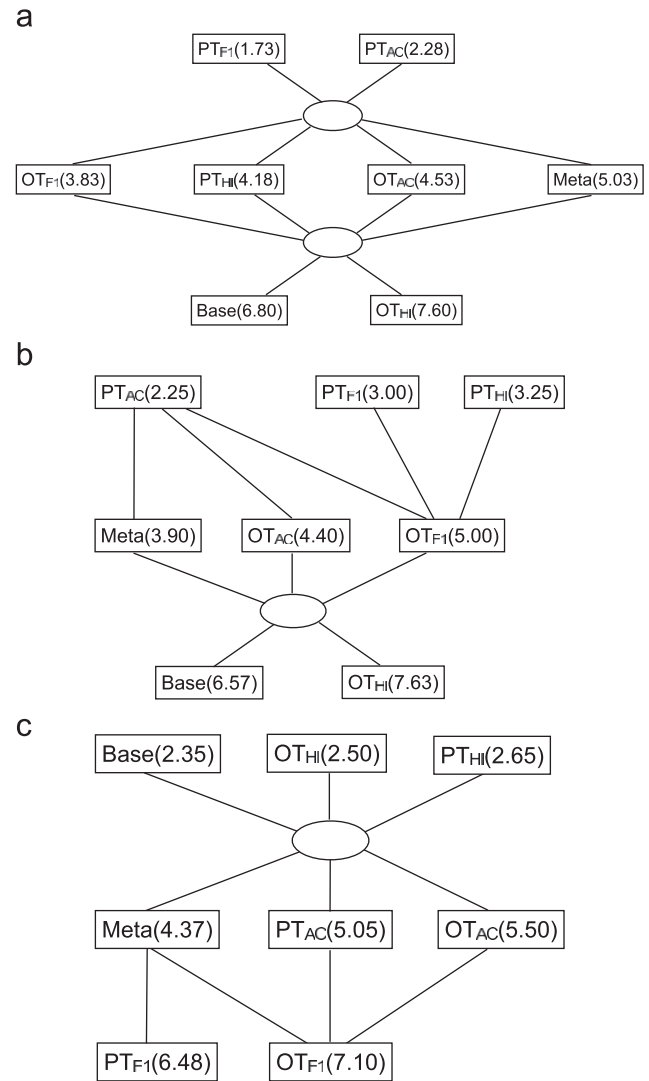 a
PTF1(1.73) PTAC(2.28)
OTF1(3.83) PTHI(4.18) OTAC(4.53) Meta(5.03)
Base(6.80) OTHI(7.60)
b
PTAC(2.25) PTF1(3.00) PTHI(3.25)
Meta(3.90) OTAC(4.40) OTF1(5.00)
Base(6.57) OTHI(7.63)
c
Base(2.35) OTHI(2.50) PTHI(2.65)
Meta(4.37) PTAC(5.05) OTAC(5.50)
PTF1(6.48) OTF1(7.10)